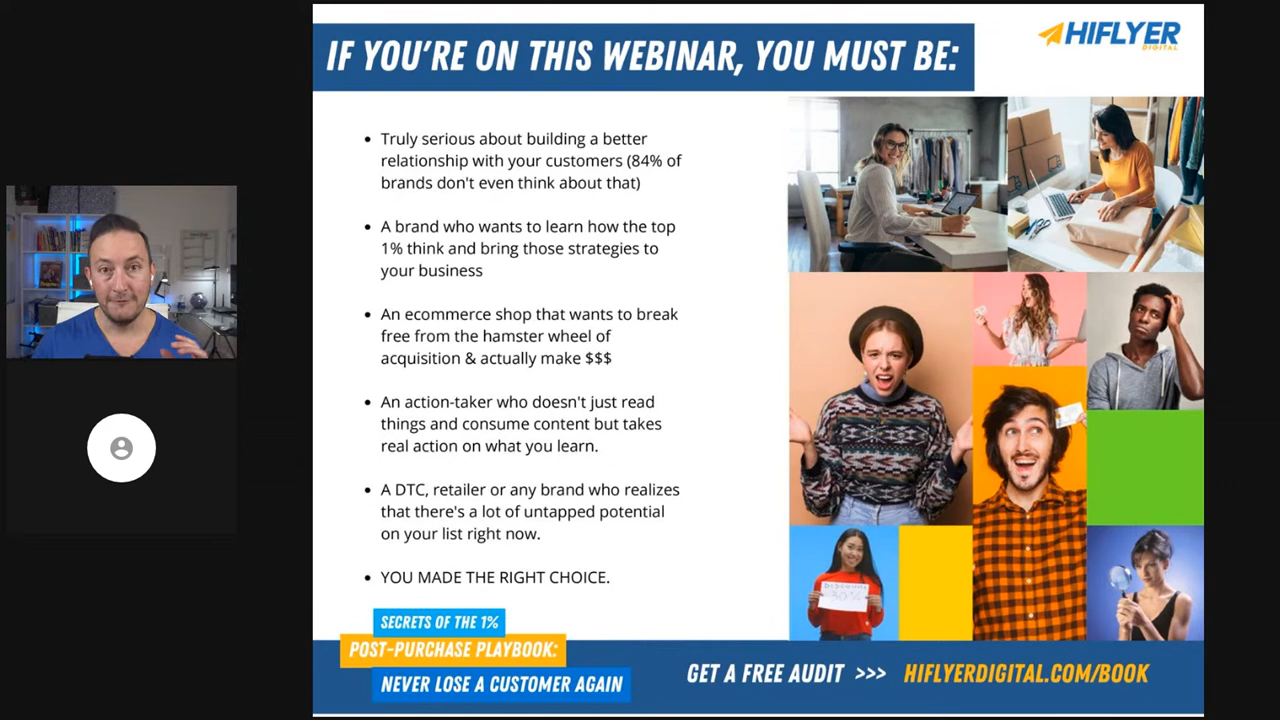 IF YOU'RE ON THIS WEBINAR, YOU MUST BE:
HIFLYER
DIGITAL
• Truly serious about building a better
relationship with your customers (84% of
brands don't even think about that)
• A brand who wants to learn how the top
1% think and bring those strategies to
your business
• An ecommerce shop that wants to break
free from the hamster wheel of
acquisition & actually make $$$
• An action-taker who doesn't just read
things and consume content but takes
real action on what you learn.
• A DTC, retailer or any brand who realizes
that there's a lot of untapped potential
on your list right now.
• YOU MADE THE RIGHT CHOICE.
DISCOUNT
30%
SECRETS OF THE 1%
POST-PURCHASE PLAYBOOK:
NEVER LOSE A CUSTOMER AGAIN
GET A FREE AUDIT >>> HIFLYERDIGITAL.COM/BOOK